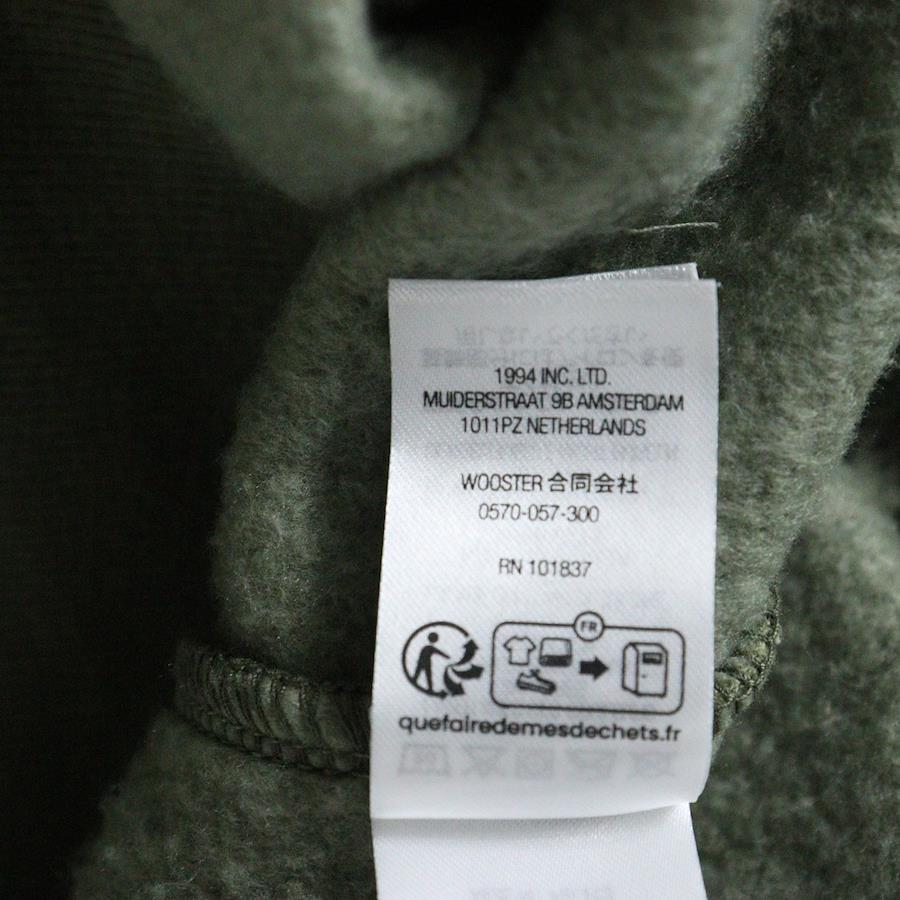 1994 INC. LTD.
MUIDERSTRAAT 9B AMSTERDAM
1011PZ NETHERLANDS
WOOSTER 合同会社
0570-057-300
RN 101837
FR
quefairedemesdechets.fr